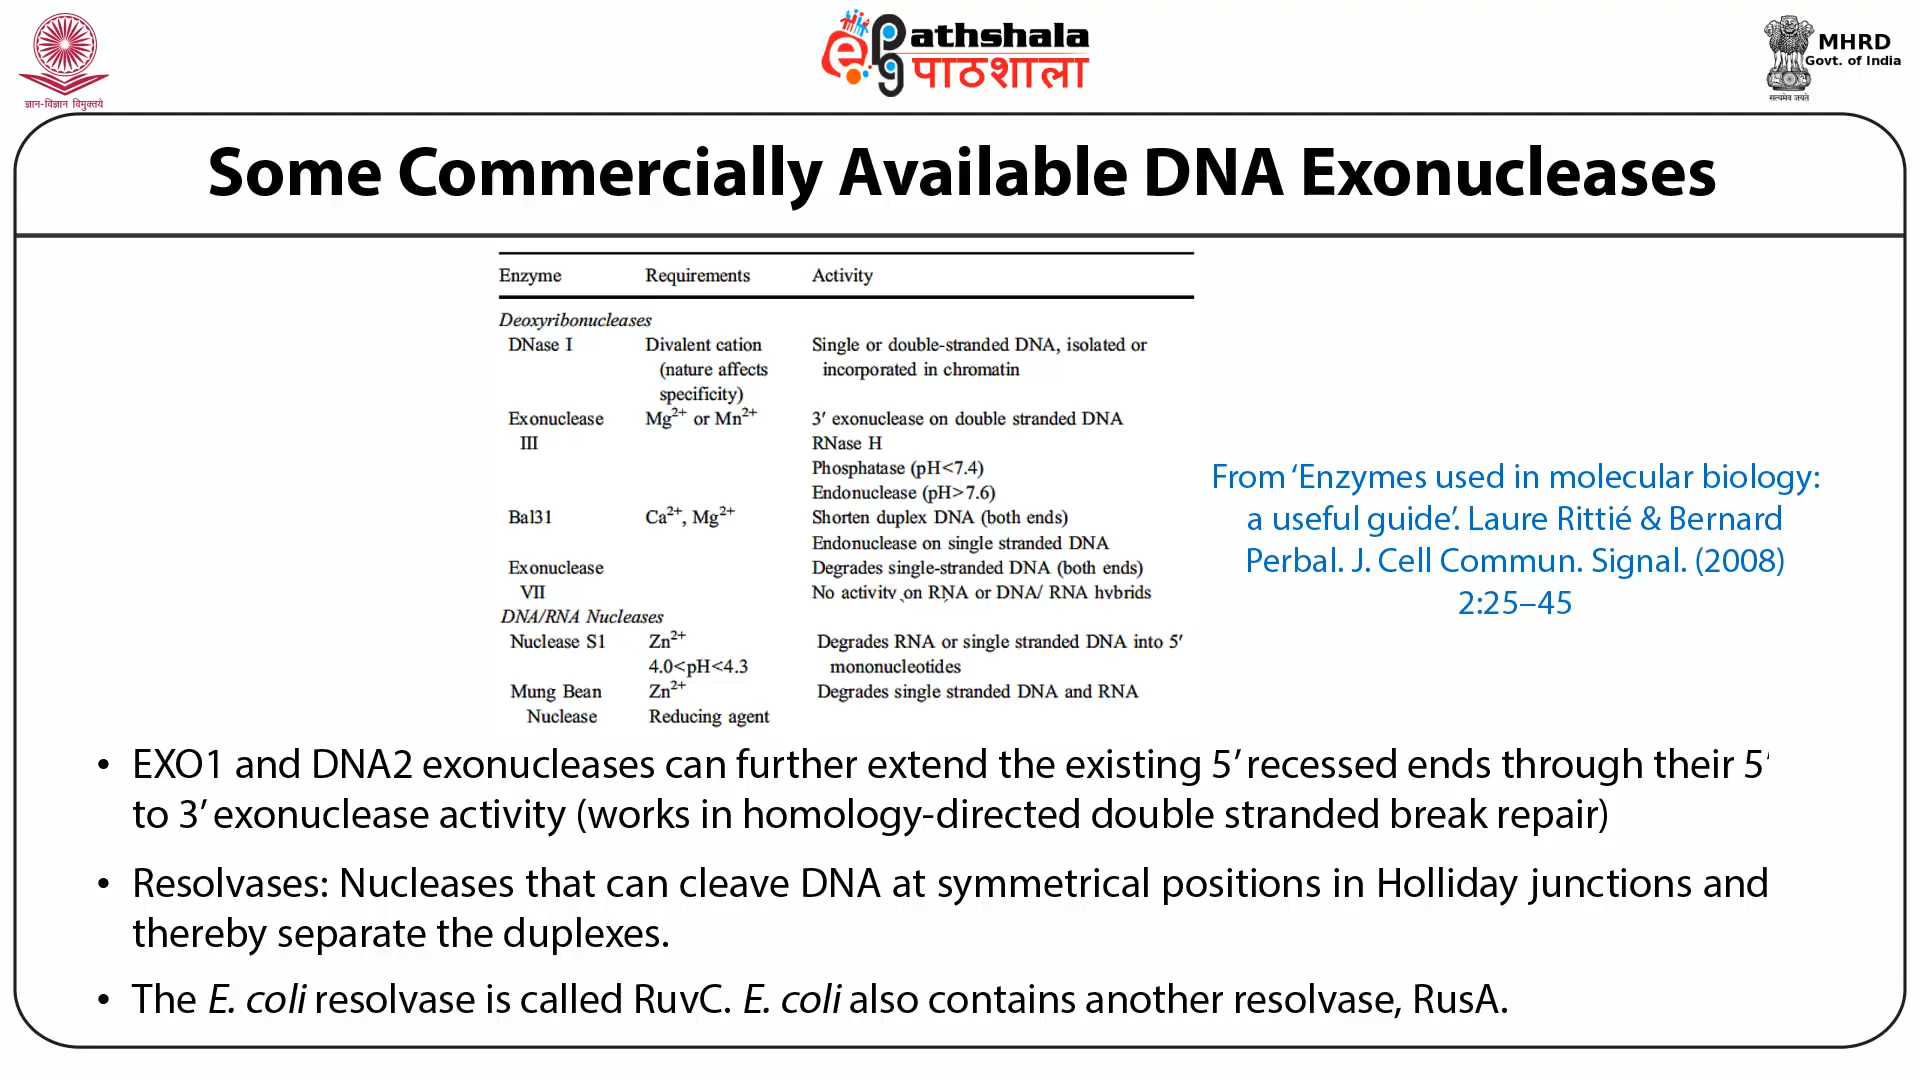 ज्ञान-विज्ञान विमुक्तये
ePathshala
पाठशाला
MHRD
Govt. of India
सत्यमेव जयते
Some Commercially Available DNA Exonucleases
Enzyme Requirements Activity
Deoxyribonucleases
DNase I Divalent cation Single or double-stranded DNA, isolated or
(nature affects incorporated in chromatin
specificity)
Exonuclease Mg2+ or Mn2+ 3′ exonuclease on double stranded DNA
III RNase H
Phosphatase (pH<7.4)
Endonuclease (pH>7.6)
Bal31 Ca2+, Mg2+ Shorten duplex DNA (both ends)
Endonuclease on single stranded DNA
Exonuclease Degrades single-stranded DNA (both ends)
VII No activity on RNA or DNA/ RNA hybrids
DNA/RNA Nucleases
Nuclease S1 Zn2+ Degrades RNA or single stranded DNA into 5′
4.0<pH<4.3 mononucleotides
Mung Bean Zn2+ Degrades single stranded DNA and RNA
Nuclease Reducing agent
From ‘Enzymes used in molecular biology:
a useful guide’. Laure Rittié & Bernard
Perbal. J. Cell Commun. Signal. (2008)
2:25–45
• EXO1 and DNA2 exonucleases can further extend the existing 5’ recessed ends through their 5’
to 3’ exonuclease activity (works in homology-directed double stranded break repair)
• Resolvases: Nucleases that can cleave DNA at symmetrical positions in Holliday junctions and
thereby separate the duplexes.
• The E. coli resolvase is called RuvC. E. coli also contains another resolvase, RusA.